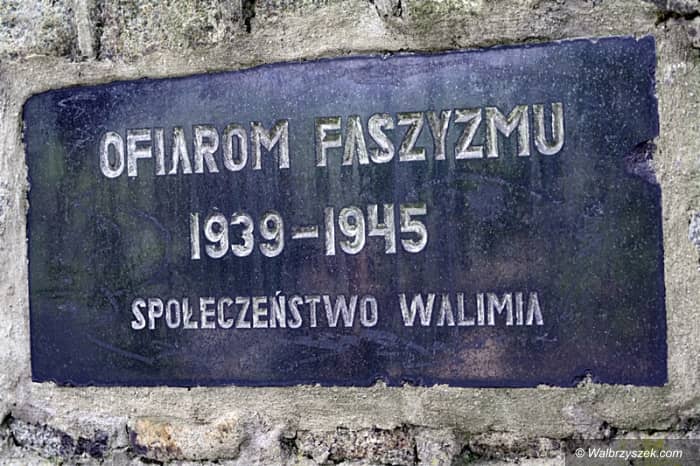 OFIAROM FASZYZMU
1939-1945
SPOŁECZEŃSTWO WALIMIA
© Walbrzyszek.com